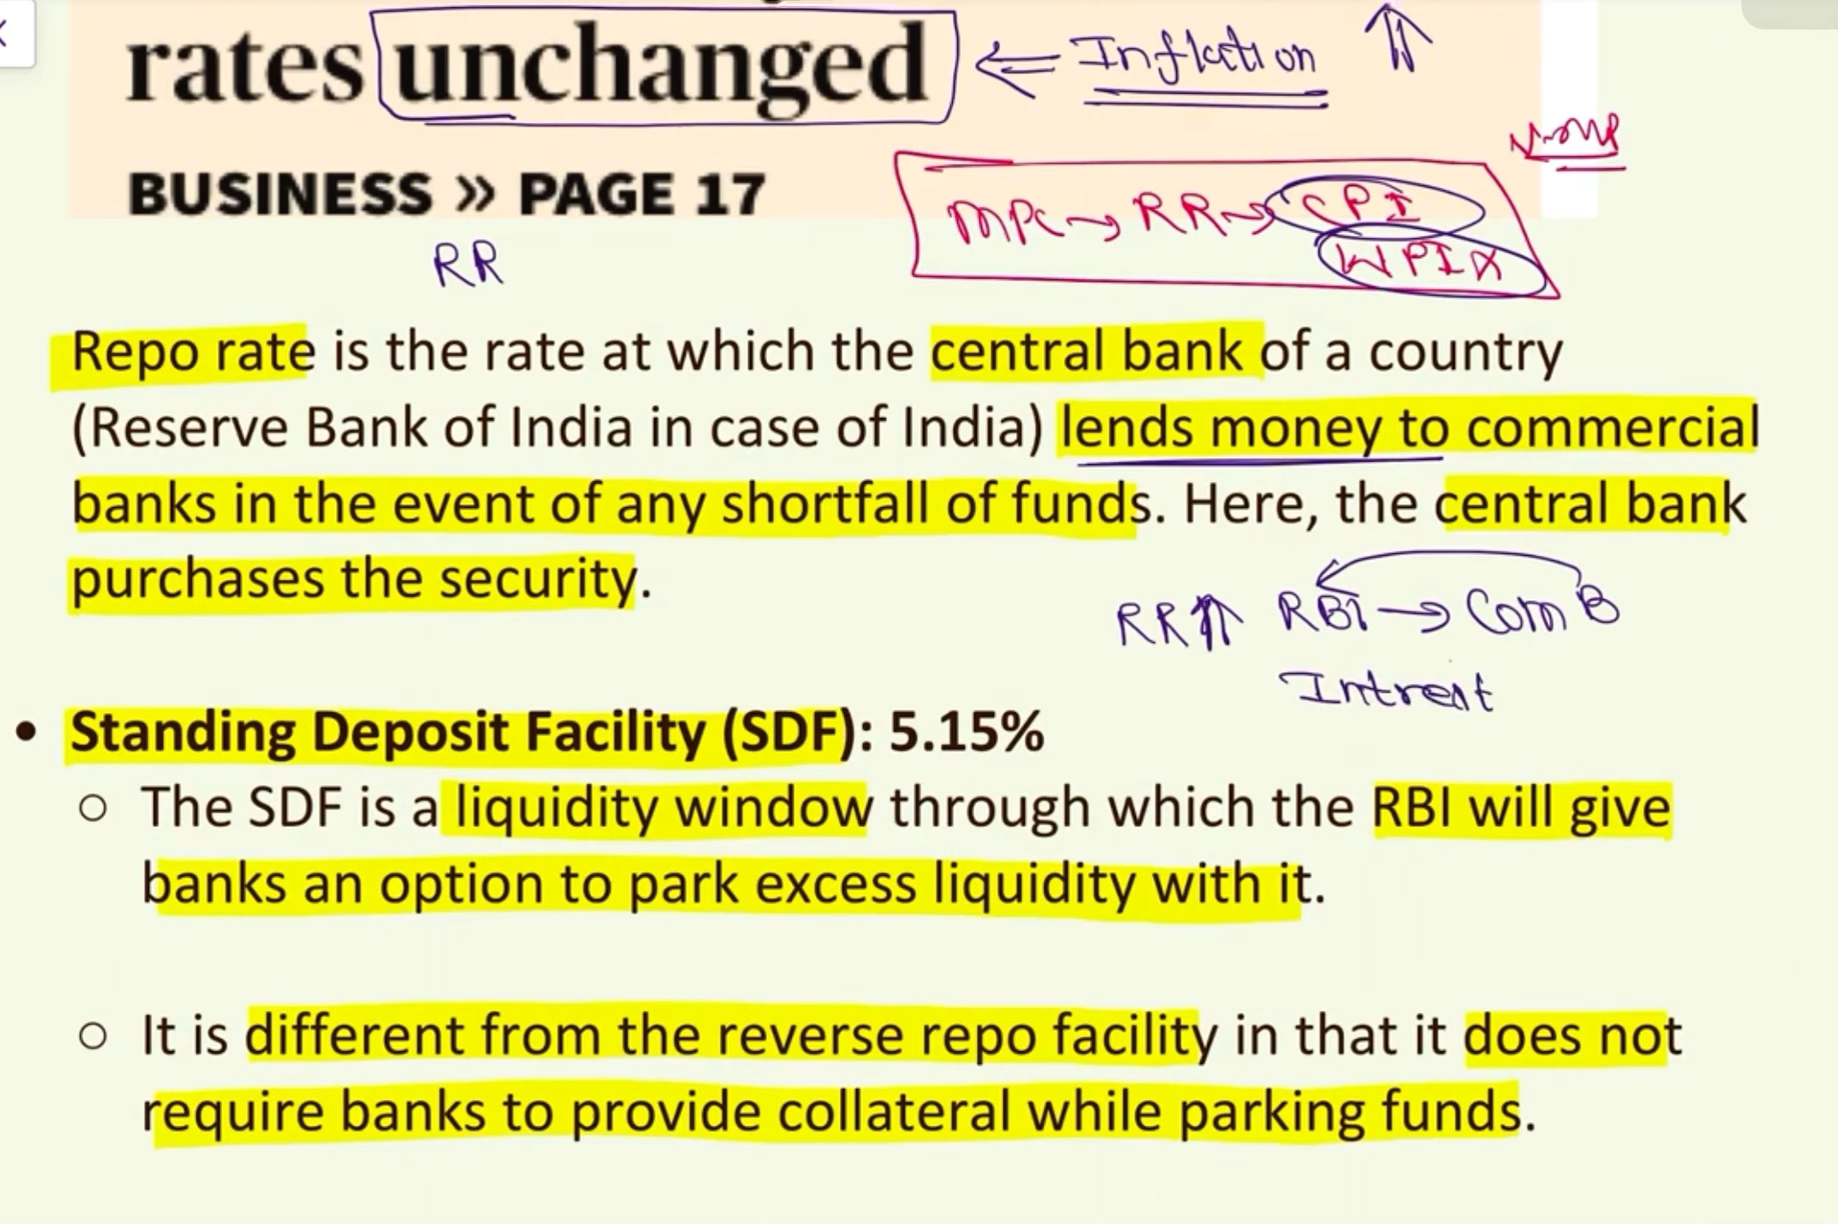 rates unchanged ⇐ Inflation ⇑
BUSINESS » PAGE 17
MPC → RR → CPI
WPI X
RR
Repo rate is the rate at which the central bank of a country
(Reserve Bank of India in case of India) lends money to commercial
banks in the event of any shortfall of funds. Here, the central bank
purchases the security.
RR⇑ RBI → Com B
Intrest
• Standing Deposit Facility (SDF): 5.15%
○ The SDF is a liquidity window through which the RBI will give
banks an option to park excess liquidity with it.
○ It is different from the reverse repo facility in that it does not
require banks to provide collateral while parking funds.